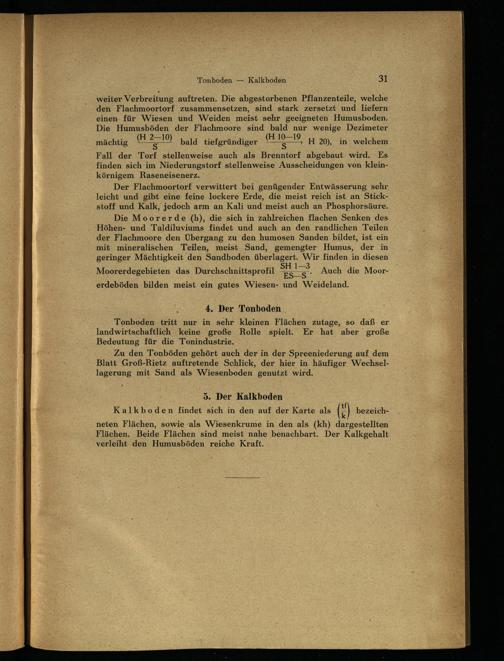 Tonboden — Kalkboden 31
weiter Verbreitung auftreten. Die abgestorbenen Pflanzenteile, welche
den Flachmoortorf zusammensetzen, sind stark zersetzt und liefern
einen für Wiesen und Weiden meist sehr geeigneten Humusboden.
Die Humusböden der Flachmoore sind bald nur wenige Dezimeter
mächtig (H 2—10)/S bald tiefgründiger (H 10—19/S, H 20), in welchem
Fall der Torf stellenweise auch als Brenntorf abgebaut wird. Es
finden sich im Niederungstorf stellenweise Ausscheidungen von klein-
körnigem Raseneisenerz.
Der Flachmoortorf verwittert bei genügender Entwässerung sehr
leicht und gibt eine feine lockere Erde, die meist reich ist an Stick-
stoff und Kalk, jedoch arm an Kali und meist auch an Phosphorsäure.
Die Moorerde (h), die sich in zahlreichen flachen Senken des
Höhen- und Taldiluviums findet und auch an den randlichen Teilen
der Flachmoore den Übergang zu den humosen Sanden bildet, ist ein
mit mineralischen Teilen, meist Sand, gemengter Humus, der in
geringer Mächtigkeit den Sandboden überlagert. Wir finden in diesen
Moorerdegebieten das Durchschnittsprofil SH 1—3/ES—S. Auch die Moor-
erdeböden bilden meist ein gutes Wiesen- und Weideland.
4. Der Tonboden
Tonboden tritt nur in sehr kleinen Flächen zutage, so daß er
landwirtschaftlich keine große Rolle spielt. Er hat aber große
Bedeutung für die Tonindustrie.
Zu den Tonböden gehört auch der in der Spreeniederung auf dem
Blatt Groß-Rietz auftretende Schlick, der hier in häufiger Wechsel-
lagerung mit Sand als Wiesenboden genutzt wird.
5. Der Kalkboden
Kalkboden findet sich in den auf der Karte als (tf/k) bezeich-
neten Flächen, sowie als Wiesenkrume in den als (kh) dargestellten
Flächen. Beide Flächen sind meist nahe benachbart. Der Kalkgehalt
verleiht den Humusböden reiche Kraft.